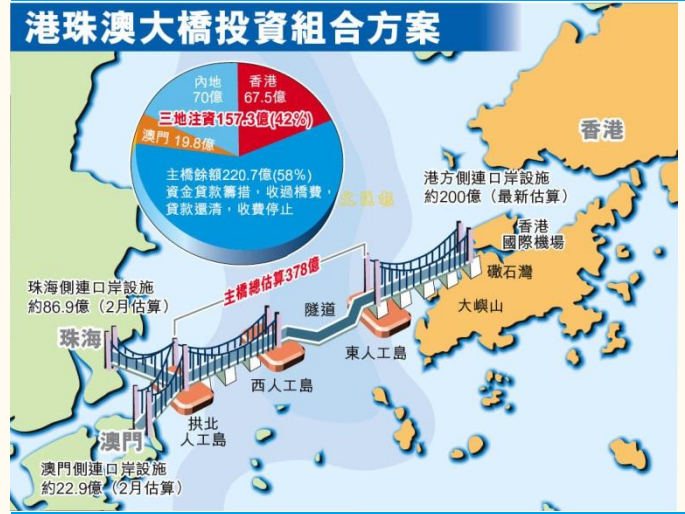 港珠澳大橋投資組合方案
內地
70億
香港
67.5億
三地注資157.3億(42%)
澳門 19.8億
主橋餘額220.7億(58%)
資金貸款籌措，收過橋費，
貸款還清，收費停止
香港
港方側連口岸設施
約200億（最新估算）
香港
國際機場
礮石灣
大嶼山
主橋總估算378億
隧道
東人工島
西人工島
珠海側連口岸設施
約86.9億（2月估算）
珠海
拱北
人工島
澳門
澳門側連口岸設施
約22.9億（2月估算）